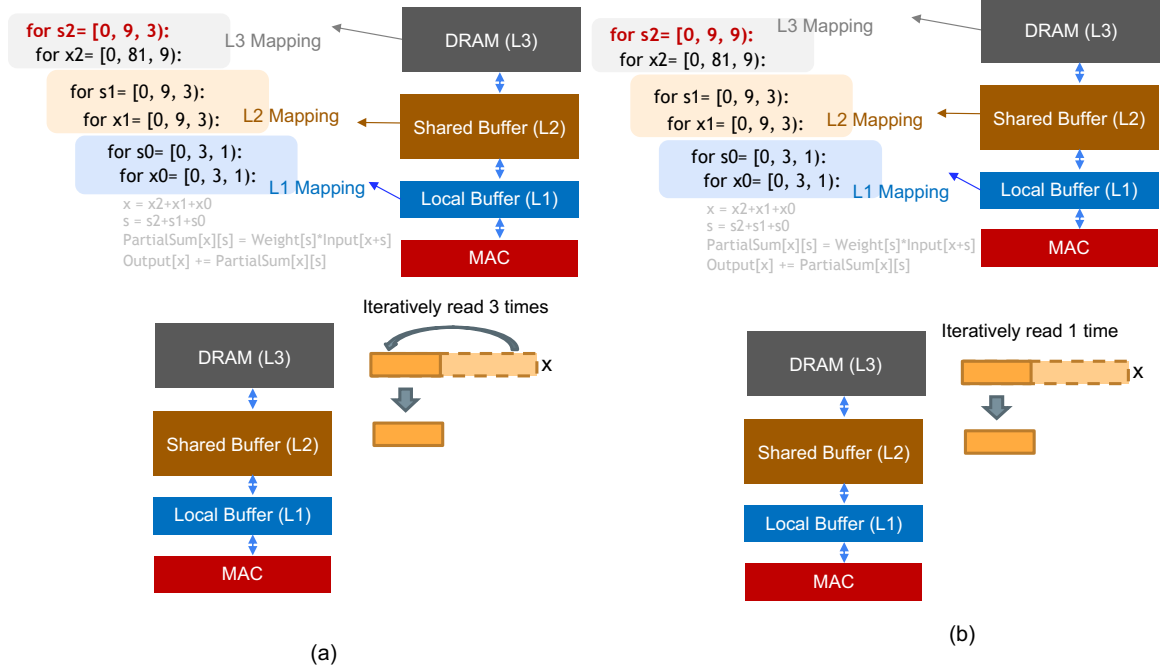 for s2= [0, 9, 3):
for x2= [0, 81, 9):
L3 Mapping
DRAM (L3)
for s1= [0, 9, 3):
for x1= [0, 9, 3):
L2 Mapping
Shared Buffer (L2)
for s0= [0, 3, 1):
for x0= [0, 3, 1):
L1 Mapping
Local Buffer (L1)
x = x2+x1+x0
s = s2+s1+s0
PartialSum[x][s] = Weight[s]*Input[x+s]
Output[x] += PartialSum[x][s]
MAC
Iteratively read 3 times
DRAM (L3)
x
Shared Buffer (L2)
Local Buffer (L1)
MAC
(a)
for s2= [0, 9, 9):
for x2= [0, 81, 9):
L3 Mapping
DRAM (L3)
for s1= [0, 9, 3):
for x1= [0, 9, 3):
L2 Mapping
Shared Buffer (L2)
for s0= [0, 3, 1):
for x0= [0, 3, 1):
L1 Mapping
Local Buffer (L1)
x = x2+x1+x0
s = s2+s1+s0
PartialSum[x][s] = Weight[s]*Input[x+s]
Output[x] += PartialSum[x][s]
MAC
Iteratively read 1 time
DRAM (L3)
x
Shared Buffer (L2)
Local Buffer (L1)
MAC
(b)